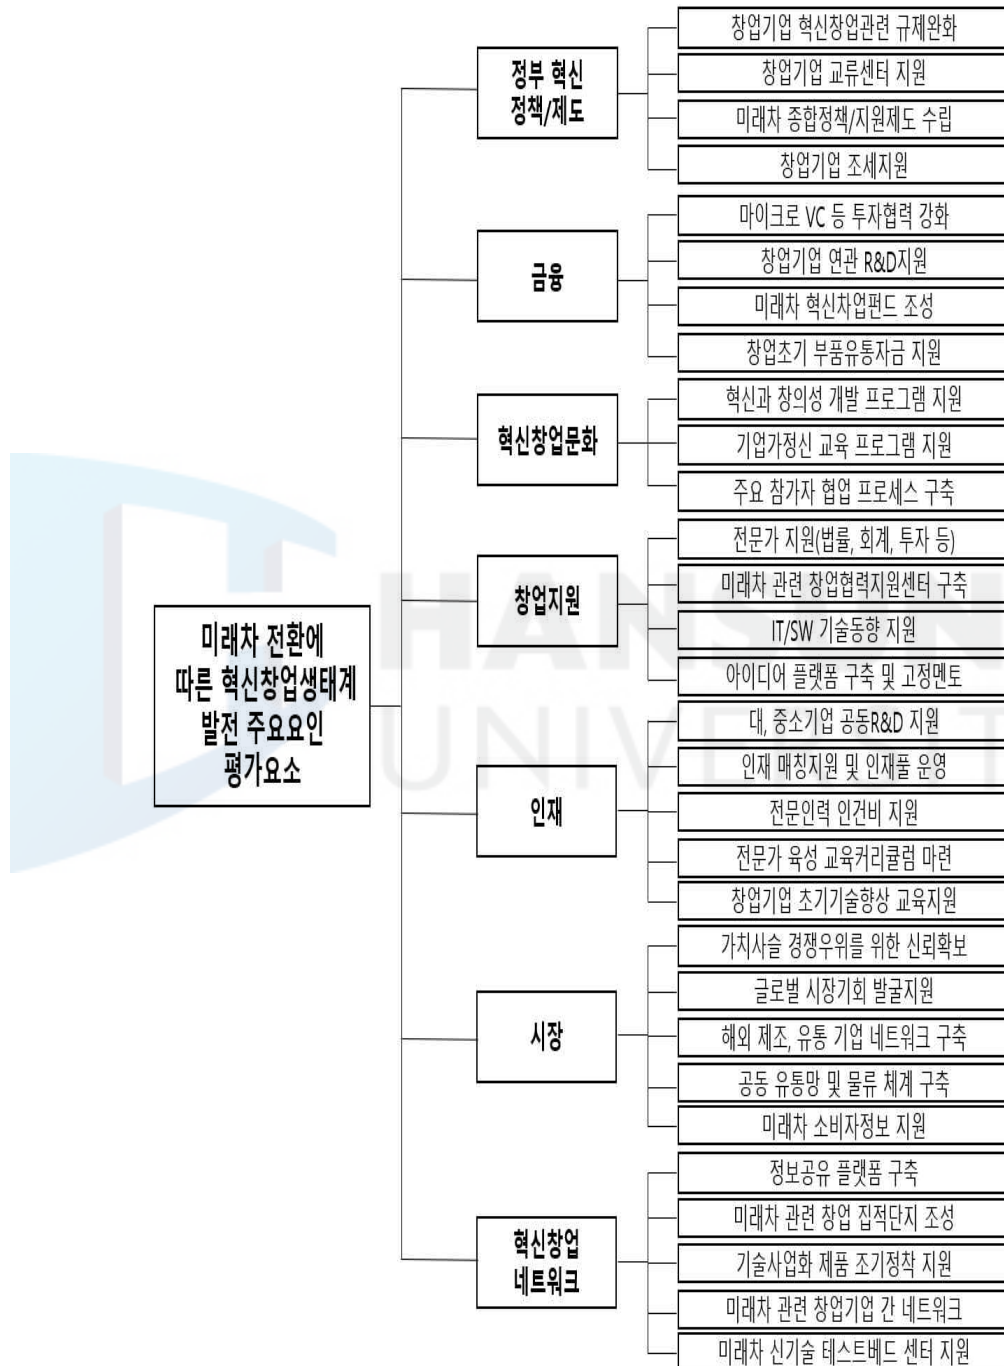 미래차 전환에
따른 혁신창업생태계
발전 주요요인
평가요소
정부 혁신
정책/제도
창업기업 혁신창업관련 규제완화
창업기업 교류센터 지원
미래차 종합정책/지원제도 수립
창업기업 조세지원
금융
마이크로 VC 등 투자협력 강화
창업기업 연관 R&D지원
미래차 혁신차업펀드 조성
창업초기 부품유통자금 지원
혁신창업문화
혁신과 창의성 개발 프로그램 지원
기업가정신 교육 프로그램 지원
주요 참가자 협업 프로세스 구축
창업지원
전문가 지원(법률, 회계, 투자 등)
미래차 관련 창업협력지원센터 구축
IT/SW 기술동향 지원
아이디어 플랫폼 구축 및 고정멘토
인재
대, 중소기업 공동R&D 지원
인재 매칭지원 및 인재풀 운영
전문인력 인건비 지원
전문가 육성 교육커리큘럼 마련
창업기업 초기기술향상 교육지원
시장
가치사슬 경쟁우위를 위한 신뢰확보
글로벌 시장기회 발굴지원
해외 제조, 유통 기업 네트워크 구축
공동 유통망 및 물류 체계 구축
미래차 소비자정보 지원
혁신창업
네트워크
정보공유 플랫폼 구축
미래차 관련 창업 집적단지 조성
기술사업화 제품 조기정착 지원
미래차 관련 창업기업 간 네트워크
미래차 신기술 테스트베드 센터 지원
HANSUN
UNIVERSIT